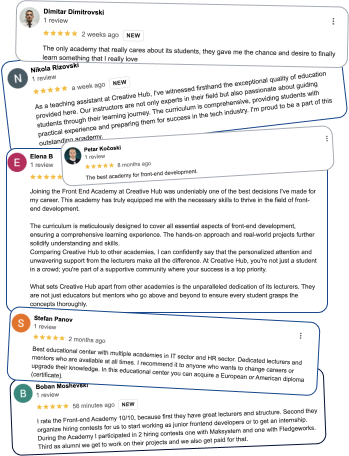 Dimitar Dimitrovski
1 review
★★★★★ 2 weeks ago NEW
The only academy that really cares about its students, they gave me the chance and desire to finally
learn something that I really love
N
Nikola Rizovski
1 review
★★★★★ a week ago NEW
As a teaching assistant at Creative Hub, I've witnessed firsthand the exceptional quality of education
provided here. Our instructors are not only experts in their field but also passionate about guiding
students through their learning journey. The curriculum is comprehensive, providing students with
practical experience and preparing them for success in the tech industry. I'm proud to be a part of this
outstanding academy.
Petar Kočoski
1 review
★★★★★ 8 months ago
The best academy for front-end development.
E
Elena B
1 review
Joining the Front End Academy at Creative Hub was undeniably one of the best decisions I've made for
my career. This academy has truly equipped me with the necessary skills to thrive in the field of front-
end development.
The curriculum is meticulously designed to cover all essential aspects of front-end development,
ensuring a comprehensive learning experience. The hands-on approach and real-world projects further
solidify understanding and skills.
Comparing Creative Hub to other academies, I can confidently say that the personalized attention and
unwavering support from the lecturers make all the difference. At Creative Hub, you're not just a student
in a crowd; you're part of a supportive community where your success is a top priority.
What sets Creative Hub apart from other academies is the unparalleled dedication of its lecturers. They
are not just educators but mentors who go above and beyond to ensure every student grasps the
concepts thoroughly.
S
Stefan Panov
1 review
★★★★★ 2 months ago
Best educational center with multiple academies in IT sector and HR sector. Dedicated lecturers and
mentors who are available at all times. I recommend it to anyone who wants to change careers or
upgrade their knowledge. In this educational center you can acquire a European or American diploma
(certificate)
B
Boban Moshevski
1 review
★★★★★ 56 minutes ago NEW
I rate the Front-End Academy 10/10, because first they have great lecturers and structure. Second they
organize hiring contests for us to start working as junior frontend developers or to get an internship.
During the Academy I participated in 2 hiring contests one with Maksystem and one with Fledgeworks.
Third as alumni we get to work on their projects and we also get paid for that.